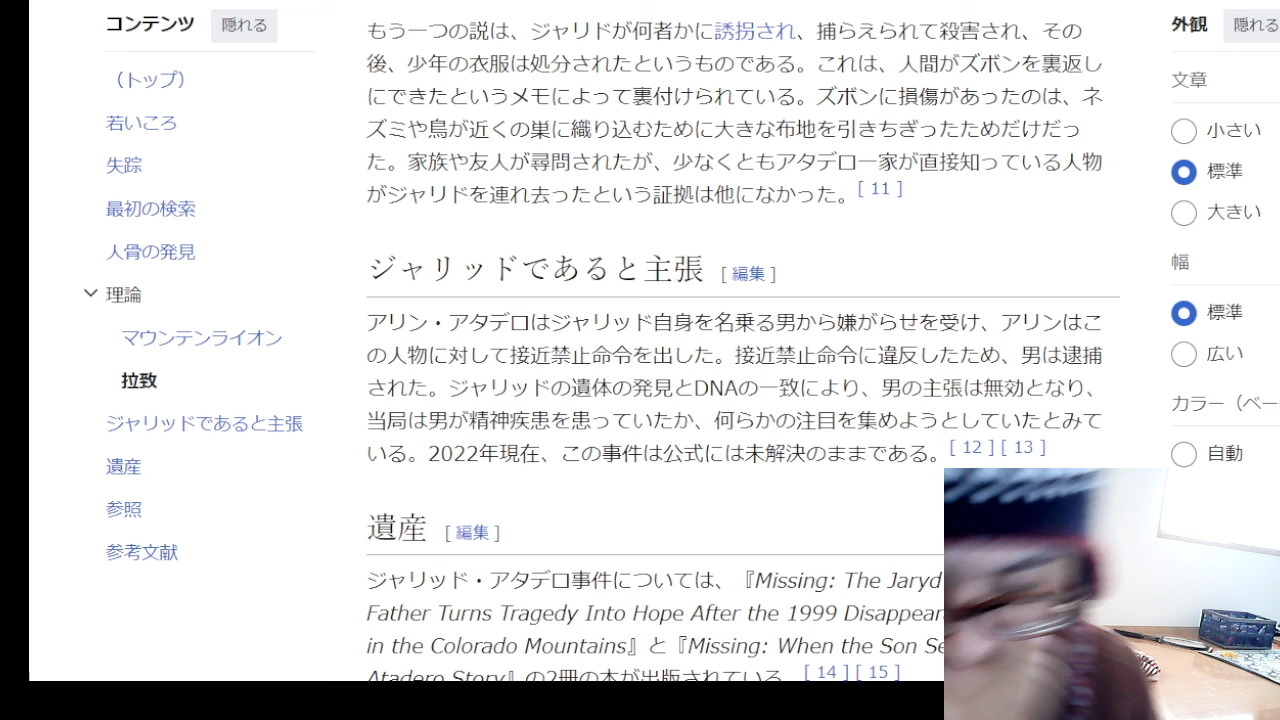 コンテンツ 隠れる
（トップ）
若いころ
失踪
最初の検索
人骨の発見
理論
マウンテンライオン
拉致
ジャリッドであると主張
遺産
参照
参考文献
もう一つの説は、ジャリドが何者かに誘拐され、捕らえられて殺害され、その
後、少年の衣服は処分されたというものである。これは、人間がズボンを裏返し
にできたというメモによって裏付けられている。ズボンに損傷があったのは、ネ
ズミや鳥が近くの巣に織り込むために大きな布地を引きちぎったためだけだっ
た。家族や友人が尋問されたが、少なくともアタデロ一家が直接知っている人物
がジャリドを連れ去ったという証拠は他になかった。[ 11 ]
ジャリッドであると主張 [ 編集 ]
アリン・アタデロはジャリッド自身を名乗る男から嫌がらせを受け、アリンはこ
の人物に対して接近禁止命令を出した。接近禁止命令に違反したため、男は逮捕
された。ジャリッドの遺体の発見とDNAの一致により、男の主張は無効となり、
当局は男が精神疾患を患っていたか、何らかの注目を集めようとしていたとみて
いる。2022年現在、この事件は公式には未解決のままである。[ 12 ] [ 13 ]
遺産 [ 編集 ]
ジャリッド・アタデロ事件については、『Missing: The Jaryd
Father Turns Tragedy Into Hope After the 1999 Disappear
in the Colorado Mountains』と『Missing: When the Son Se
Atadero Story』の2冊の本が出版されている。[ 14 ] [ 15 ]
外観 隠れる
文章
小さい
標準
大きい
幅
標準
広い
カラー（ベー
自動